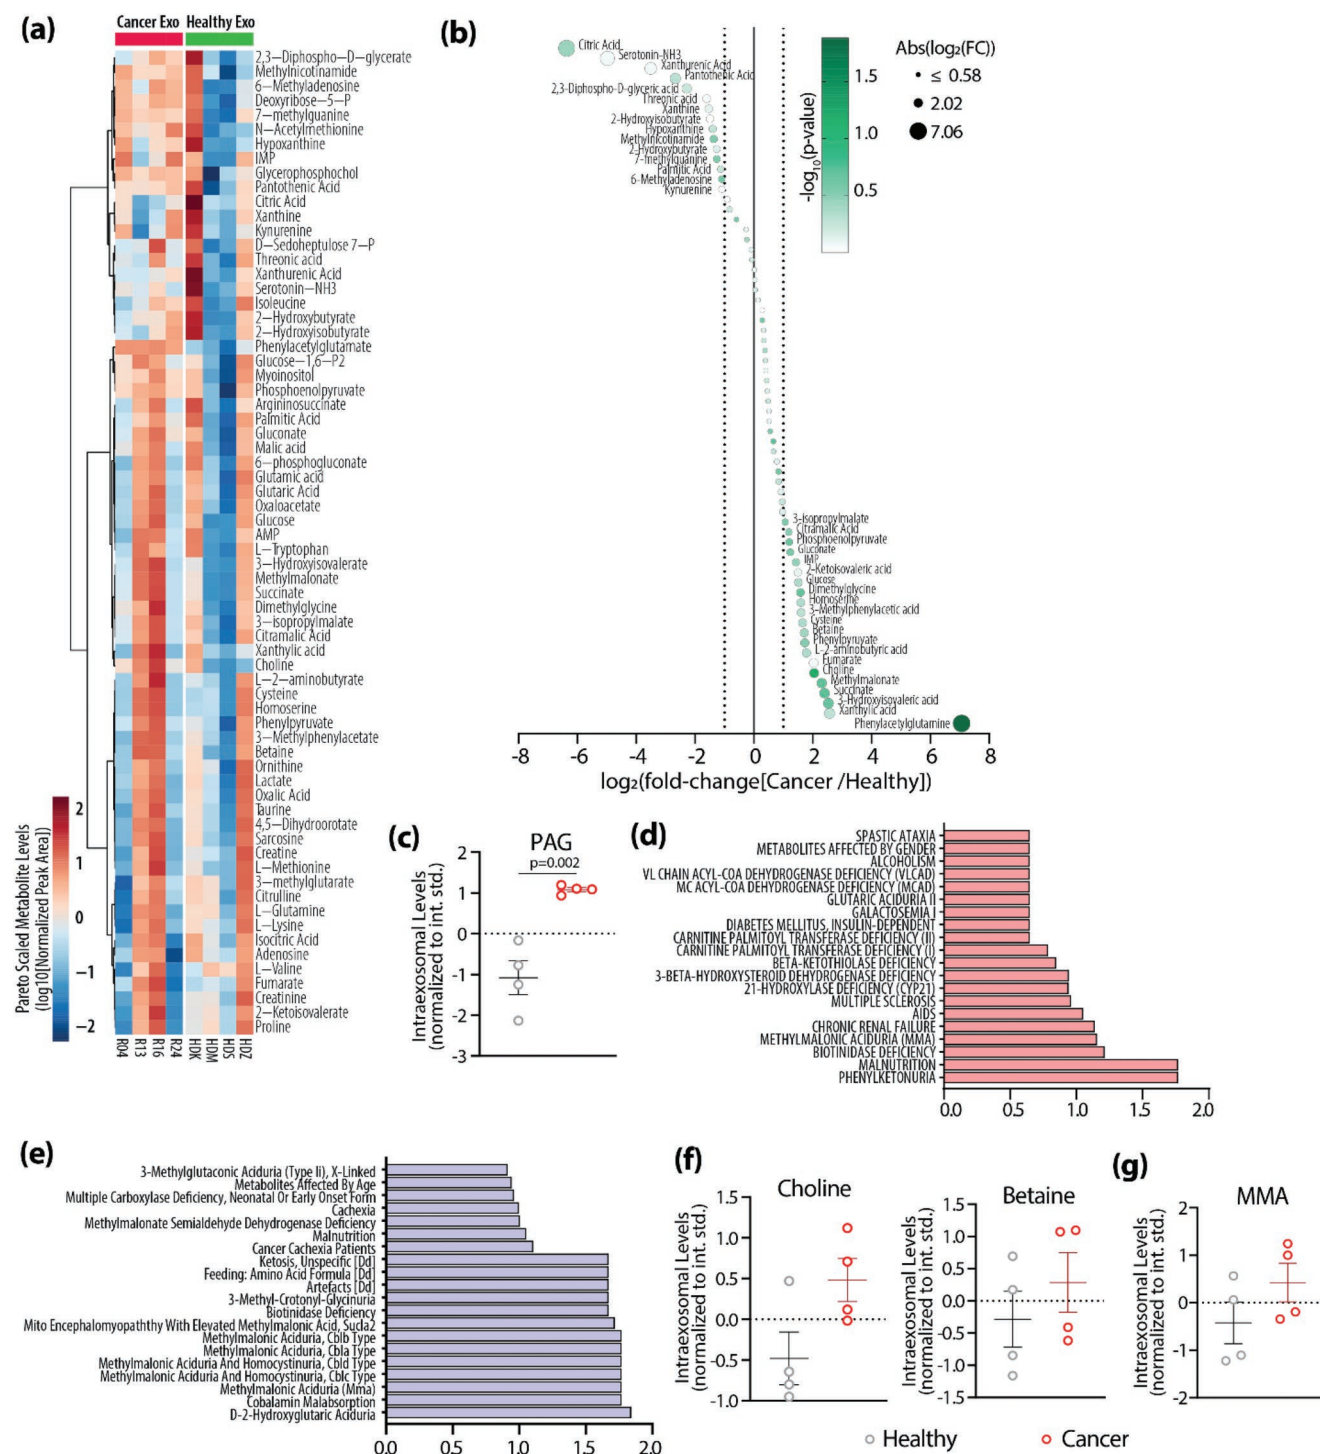 (a)
Cancer Exo Healthy Exo
2,3–Diphospho–D–glycerate
Methylnicotinamide
6–Methyladenosine
Deoxyribose–5–P
7–methylguanine
N–Acetylmethionine
Hypoxanthine
IMP
Glycerophosphochol
Pantothenic Acid
Citric Acid
Xanthine
Kynurenine
D–Sedoheptulose 7–P
Threonic acid
Xanthurenic Acid
Serotonin–NH3
Isoleucine
2–Hydroxybutyrate
2–Hydroxyisobutyrate
Phenylacetylglutamate
Glucose–1,6–P2
Myoinositol
Phosphoenolpyruvate
Argininosuccinate
Palmitic Acid
Gluconate
Malic acid
6–phosphogluconate
Glutamic acid
Glutaric Acid
Oxaloacetate
Glucose
AMP
L–Tryptophan
3–Hydroxyisovalerate
Methylmalonate
Succinate
Dimethylglycine
3–isopropylmalate
Citramalic Acid
Xanthylic acid
Choline
L–2–aminobutyrate
Cysteine
Homoserine
Phenylpyruvate
3–Methylphenylacetate
Betaine
Ornithine
Lactate
Oxalic Acid
Taurine
4,5–Dihydroorotate
Sarcosine
Creatine
L–Methionine
3–methylglutarate
Citrulline
L–Glutamine
L–Lysine
Isocitric Acid
Adenosine
L–Valine
Fumarate
Creatinine
2–Ketoisovalerate
Proline
R04 R13 R16 R24 HDK HDM HDS HDZ
Pareto Scaled Metabolite Levels
(log10[Normalized Peak Area])
2
1
0
−1
−2
(b)
Citric Acid
Serotonin-NH3
Xanthurenic Acid
Pantothenic Acid
2,3-Diphospho-D-glyceric acid
Threonic acid
Xanthine
2-Hydroxyisobutyrate
Hypoxanthine
Methylnicotinamide
2-Hydroxybutyrate
7-methylguanine
Palmitic Acid
6-Methyladenosine
Kynurenine
3-isopropylmalate
Citramalic Acid
Phosphoenolpyruvate
Gluconate
IMP
2-Ketoisovaleric acid
Glucose
Dimethylglycine
Homoserine
3-Methylphenylacetic acid
Cysteine
Betaine
Phenylpyruvate
L-2-aminobutyric acid
Fumarate
Choline
Methylmalonate
Succinate
3-Hydroxyisovaleric acid
Xanthylic acid
Phenylacetylglutamine
-8 -6 -4 -2 0 2 4 6 8
log₂(fold-change[Cancer /Healthy])
-log₁₀(p-value)
1.5
1.0
0.5
Abs(log₂(FC))
≤ 0.58
2.02
7.06
(c)
PAG
p=0.002
Intraexosomal Levels
(normalized to int. std.)
2
1
0
-1
-2
-3
(d)
SPASTIC ATAXIA
METABOLITES AFFECTED BY GENDER
ALCOHOLISM
VL CHAIN ACYL-COA DEHYDROGENASE DEFICIENCY (VLCAD)
MC ACYL-COA DEHYDROGENASE DEFICIENCY (MCAD)
GLUTARIC ACIDURIA II
GALACTOSEMIA I
DIABETES MELLITUS, INSULIN-DEPENDENT
CARNITINE PALMITOYL TRANSFERASE DEFICIENCY (II)
CARNITINE PALMITOYL TRANSFERASE DEFICIENCY (I)
BETA-KETOTHIOLASE DEFICIENCY
3-BETA-HYDROXYSTEROID DEHYDROGENASE DEFICIENCY
21-HYDROXYLASE DEFICIENCY (CYP21)
MULTIPLE SCLEROSIS
AIDS
CHRONIC RENAL FAILURE
METHYLMALONIC ACIDURIA (MMA)
BIOTINIDASE DEFICIENCY
MALNUTRITION
PHENYLKETONURIA
0.0 0.5 1.0 1.5 2.0
(e)
3-Methylglutaconic Aciduria (Type Ii), X-Linked
Metabolites Affected By Age
Multiple Carboxylase Deficiency, Neonatal Or Early Onset Form
Cachexia
Methylmalonate Semialdehyde Dehydrogenase Deficiency
Malnutrition
Cancer Cachexia Patients
Ketosis, Unspecific [Dd]
Feeding: Amino Acid Formula [Dd]
Artefacts [Dd]
3-Methyl-Crotonyl-Glycinuria
Biotinidase Deficiency
Mito Encephalomyopaththy With Elevated Methylmalonic Acid, Sucla2
Methylmalonic Aciduria, Cblb Type
Methylmalonic Aciduria, Cbla Type
Methylmalonic Aciduria And Homocystinuria, Cbld Type
Methylmalonic Aciduria And Homocystinuria, Cblc Type
Methylmalonic Aciduria (Mma)
Cobalamin Malabsorption
D-2-Hydroxyglutaric Aciduria
0.0 0.5 1.0 1.5 2.0
(f)
Choline
Intraexosomal Levels
(normalized to int. std.)
1.5
1.0
0.5
0.0
-0.5
-1.0
Betaine
Intraexosomal Levels
(normalized to int. std.)
1.5
1.0
0.5
0.0
-0.5
-1.0
-1.5
(g)
MMA
Intraexosomal Levels
(normalized to int. std.)
2
1
0
-1
-2
Healthy Cancer